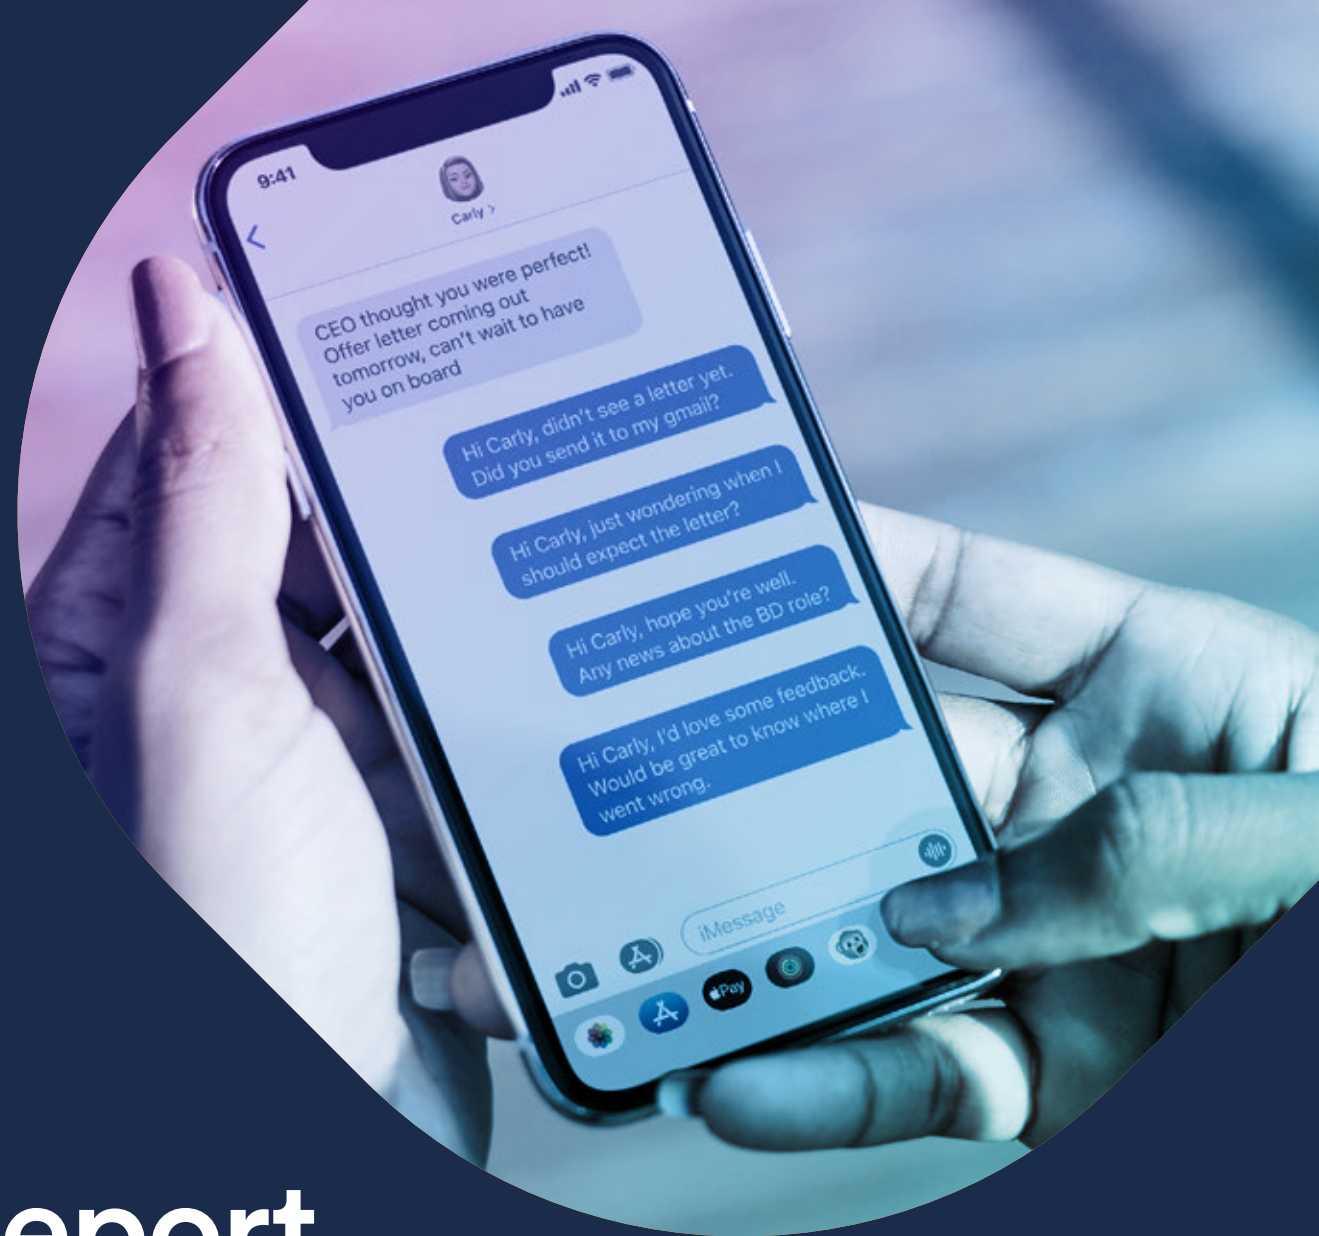 9:41
Carly >
CEO thought you were perfect!
Offer letter coming out
tomorrow, can't wait to have
you on board
Hi Carly, didn't see a letter yet.
Did you send it to my gmail?
Hi Carly, just wondering when I
should expect the letter?
Hi Carly, hope you're well.
Any news about the BD role?
Hi Carly, I'd love some feedback.
Would be great to know where I
went wrong.
iMessage
Pay
eport